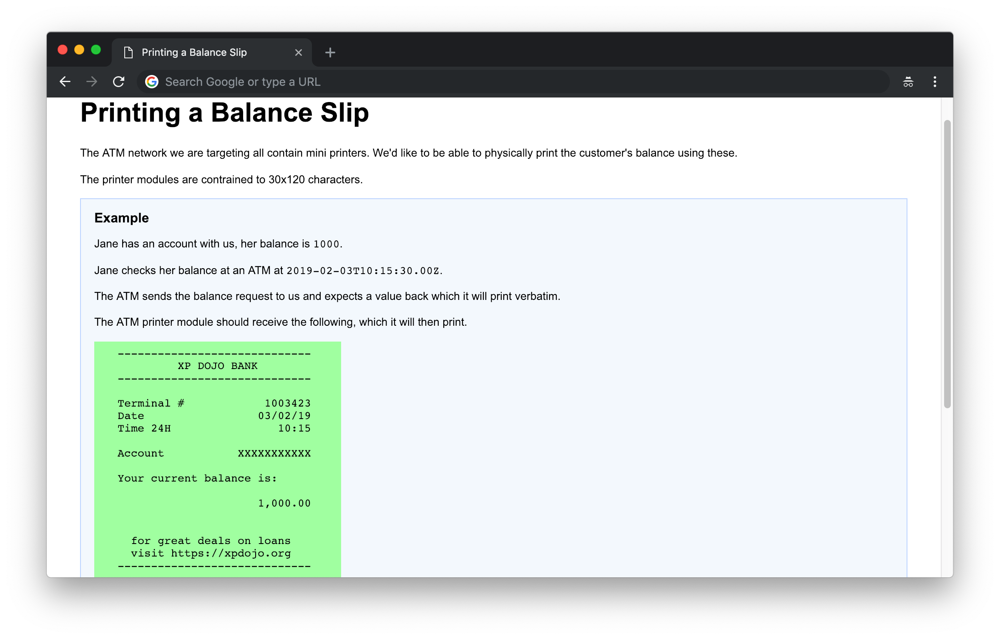 Printing a Balance Slip
Search Google or type a URL
Printing a Balance Slip
The ATM network we are targeting all contain mini printers. We'd like to be able to physically print the customer's balance using these.
The printer modules are contrained to 30x120 characters.
Example
Jane has an account with us, her balance is 1000.
Jane checks her balance at an ATM at 2019-02-03T10:15:30.00Z.
The ATM sends the balance request to us and expects a value back which it will print verbatim.
The ATM printer module should receive the following, which it will then print.
-----------------------------
XP DOJO BANK
-----------------------------
Terminal # 1003423
Date 03/02/19
Time 24H 10:15
Account XXXXXXXXXXX
Your current balance is:
1,000.00
for great deals on loans
visit https://xpdojo.org
-----------------------------